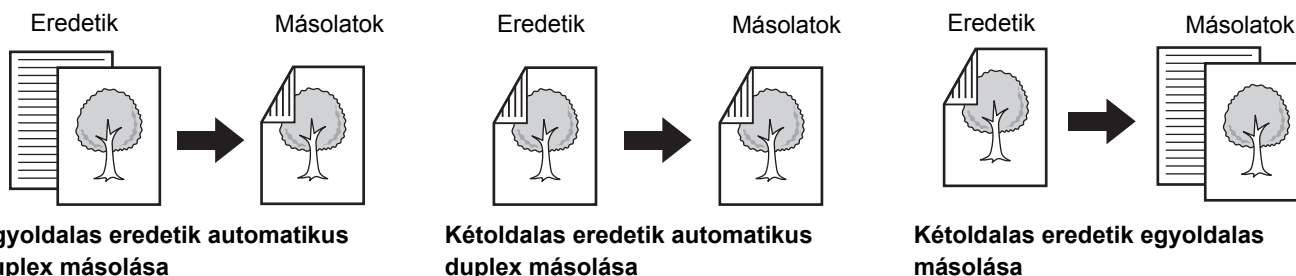 Eredetik
Másolatok
gyoldalas eredetik automatikus
uplex másolása
Eredetik
Másolatok
Kétoldalas eredetik automatikus
duplex másolása
Eredetik
Másolatok
Kétoldalas eredetik egyoldalas
másolása